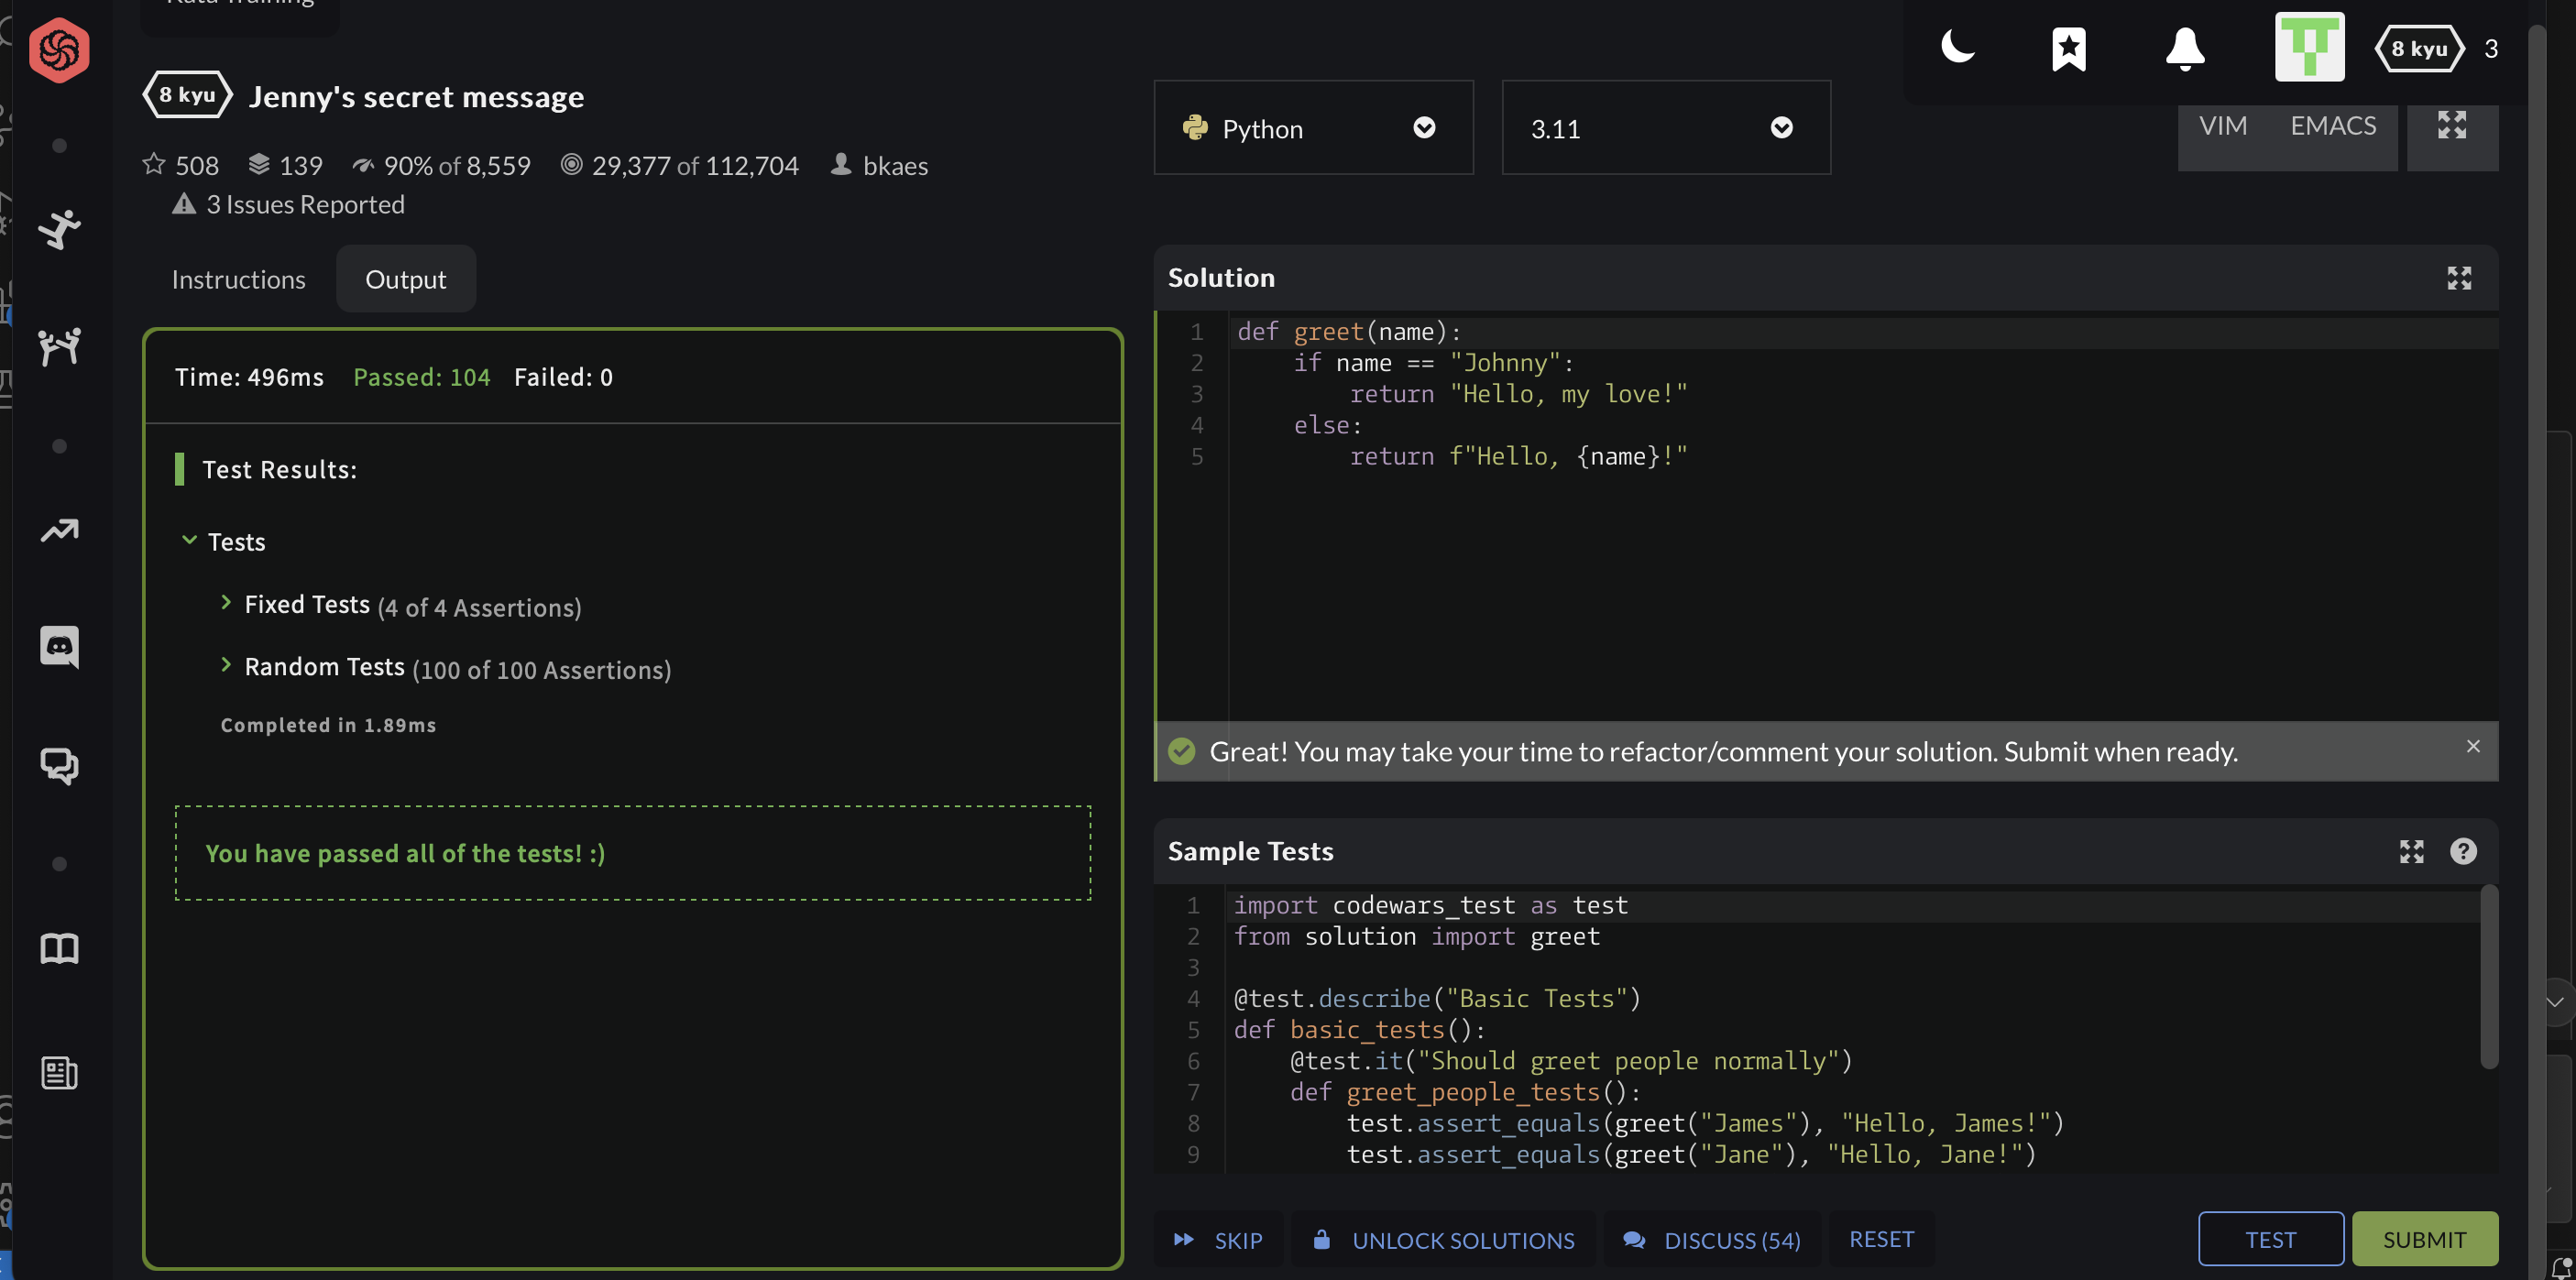 Kata Training
8 kyu Jenny's secret message
508 139 90% of 8,559 29,377 of 112,704 bkaes
3 Issues Reported
Instructions Output
Time: 496ms Passed: 104 Failed: 0
Test Results:
Tests
Fixed Tests (4 of 4 Assertions)
Random Tests (100 of 100 Assertions)
Completed in 1.89ms
You have passed all of the tests! :)
8 kyu 3
Python 3.11 VIM EMACS
Solution
1 def greet(name):
2 if name == "Johnny":
3 return "Hello, my love!"
4 else:
5 return f"Hello, {name}!"
Great! You may take your time to refactor/comment your solution. Submit when ready.
Sample Tests
1 import codewars_test as test
2 from solution import greet
3
4 @test.describe("Basic Tests")
5 def basic_tests():
6 @test.it("Should greet people normally")
7 def greet_people_tests():
8 test.assert_equals(greet("James"), "Hello, James!")
9 test.assert_equals(greet("Jane"), "Hello, Jane!")
SKIP UNLOCK SOLUTIONS DISCUSS (54) RESET TEST SUBMIT